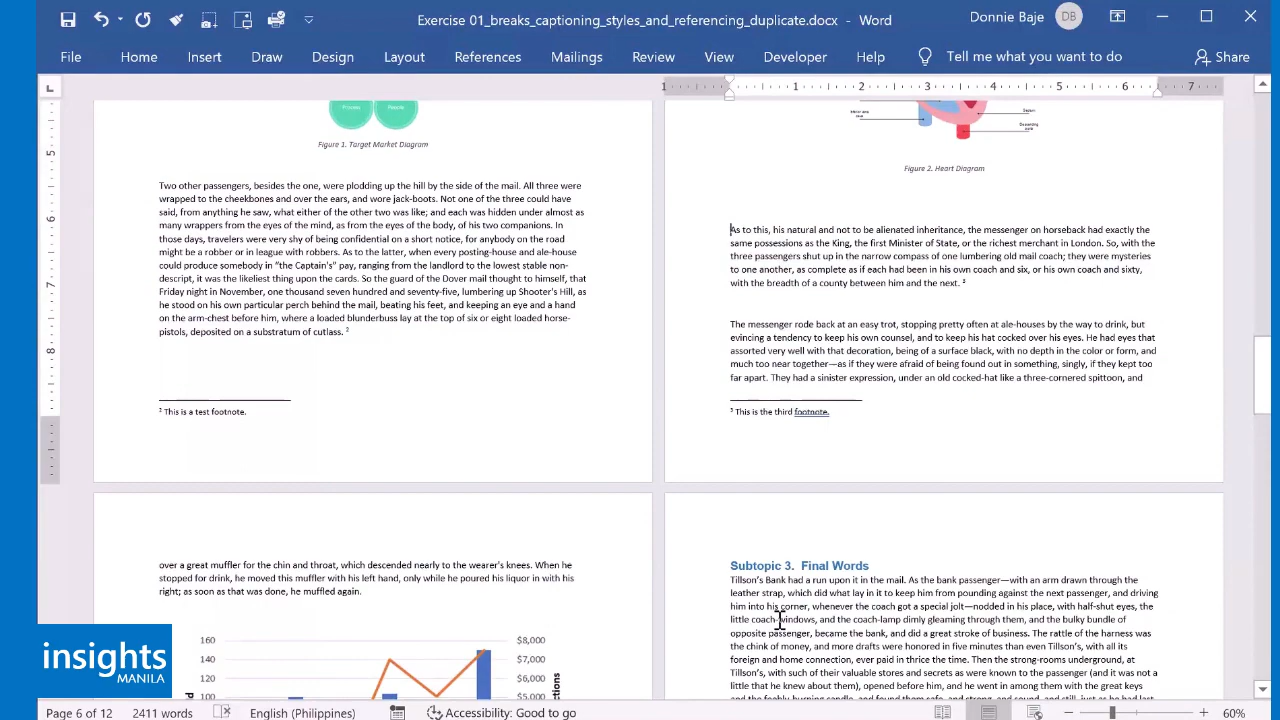 Exercise 01_breaks_captioning_styles_and_referencing_duplicate.docx - Word
Donnie Baje
DB
File Home Insert Draw Design Layout References Mailings Review View Developer Help Tell me what you want to do Share
1 1 2 3 4 5 6 7
5
6
7
8
Process People
Figure 1. Target Market Diagram
Two other passengers, besides the one, were plodding up the hill by the side of the mail. All three were
wrapped to the cheekbones and over the ears, and wore jack-boots. Not one of the three could have
said, from anything he saw, what either of the other two was like; and each was hidden under almost as
many wrappers from the eyes of the mind, as from the eyes of the body, of his two companions. In
those days, travelers were very shy of being confidential on a short notice, for anybody on the road
might be a robber or in league with robbers. As to the latter, when every posting-house and ale-house
could produce somebody in "the Captain's" pay, ranging from the landlord to the lowest stable non-
descript, it was the likeliest thing upon the cards. So the guard of the Dover mail thought to himself, that
Friday night in November, one thousand seven hundred and seventy-five, lumbering up Shooter's Hill, as
he stood on his own particular perch behind the mail, beating his feet, and keeping an eye and a hand
on the arm-chest before him, where a loaded blunderbuss lay at the top of six or eight loaded horse-
pistols, deposited on a substratum of cutlass. 2
2 This is a test footnote.
Figure 2. Heart Diagram
As to this, his natural and not to be alienated inheritance, the messenger on horseback had exactly the
same possessions as the King, the first Minister of State, or the richest merchant in London. So, with the
three passengers shut up in the narrow compass of one lumbering old mail coach; they were mysteries
to one another, as complete as if each had been in his own coach and six, or his own coach and sixty,
with the breadth of a county between him and the next. 3
The messenger rode back at an easy trot, stopping pretty often at ale-houses by the way to drink, but
evincing a tendency to keep his own counsel, and to keep his hat cocked over his eyes. He had eyes that
assorted very well with that decoration, being of a surface black, with no depth in the color or form, and
much too near together—as if they were afraid of being found out in something, singly, if they kept too
far apart. They had a sinister expression, under an old cocked-hat like a three-cornered spittoon, and
3 This is the third footnote.
over a great muffler for the chin and throat, which descended nearly to the wearer's knees. When he
stopped for drink, he moved this muffler with his left hand, only while he poured his liquor in with his
right; as soon as that was done, he muffled again.
160 $8,000
140 $7,000
120 $6,000
100 $5,000
Subtopic 3. Final Words
Tillson's Bank had a run upon it in the mail. As the bank passenger—with an arm drawn through the
leather strap, which did what lay in it to keep him from pounding against the next passenger, and driving
him into his corner, whenever the coach got a special jolt—nodded in his place, with half-shut eyes, the
little coach-windows, and the coach-lamp dimly gleaming through them, and the bulky bundle of
opposite passenger, became the bank, and did a great stroke of business. The rattle of the harness was
the chink of money, and more drafts were honored in five minutes than even Tillson's, with all its
foreign and home connection, ever paid in thrice the time. Then the strong-rooms underground, at
Tillson's, with such of their valuable stores and secrets as were known to the passenger (and it was not a
little that he knew about them), opened before him, and he went in among them with the great keys
insights
MANILA
Page 6 of 12 2411 words English (Philippines) Accessibility: Good to go 60%